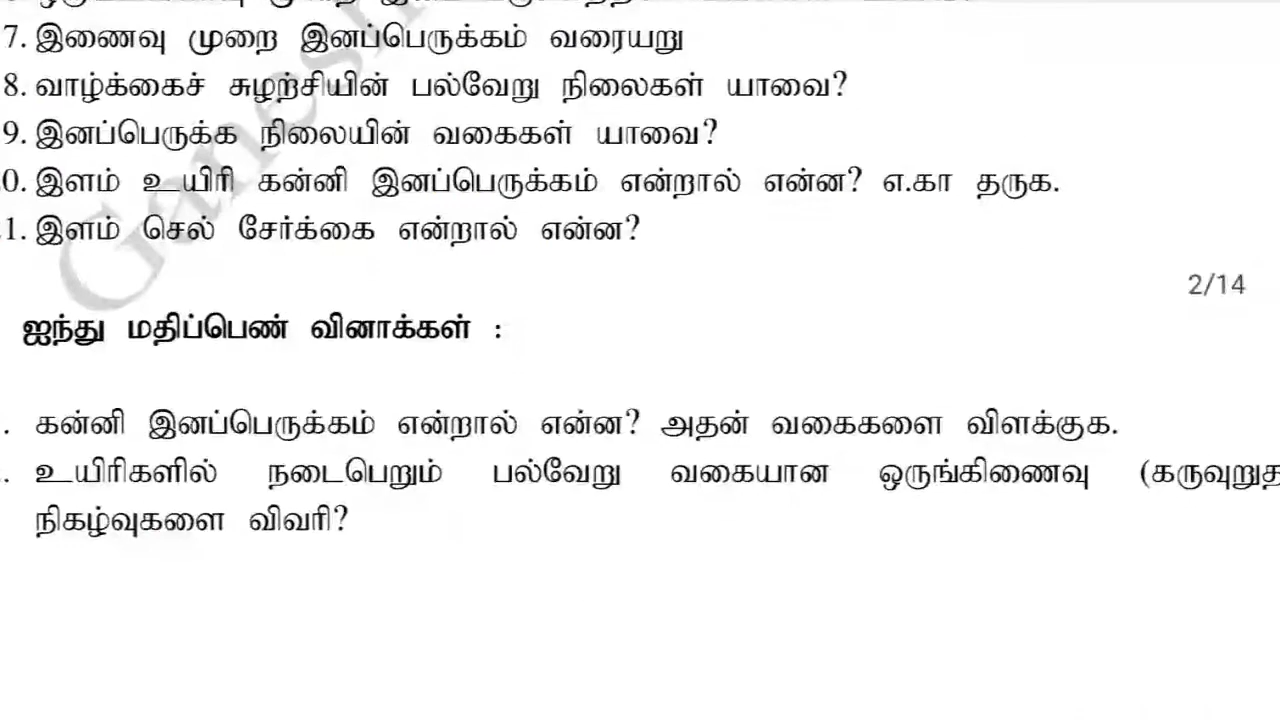 7. இணைவு முறை இனப்பெருக்கம் வரையறு
8. வாழ்க்கைச் சுழற்சியின் பல்வேறு நிலைகள் யாவை?
9. இனப்பெருக்க நிலையின் வகைகள் யாவை?
0. இளம் உயிரி கன்னி இனப்பெருக்கம் என்றால் என்ன? எ.கா தருக.
1. இளம் செல் சேர்க்கை என்றால் என்ன?
2/14
ஐந்து மதிப்பெண் வினாக்கள் :
. கன்னி இனப்பெருக்கம் என்றால் என்ன? அதன் வகைகளை விளக்குக.
. உயிரிகளில் நடைபெறும் பல்வேறு வகையான ஒருங்கிணைவு (கருவுறுத
நிகழ்வுகளை விவரி?
Ganesh